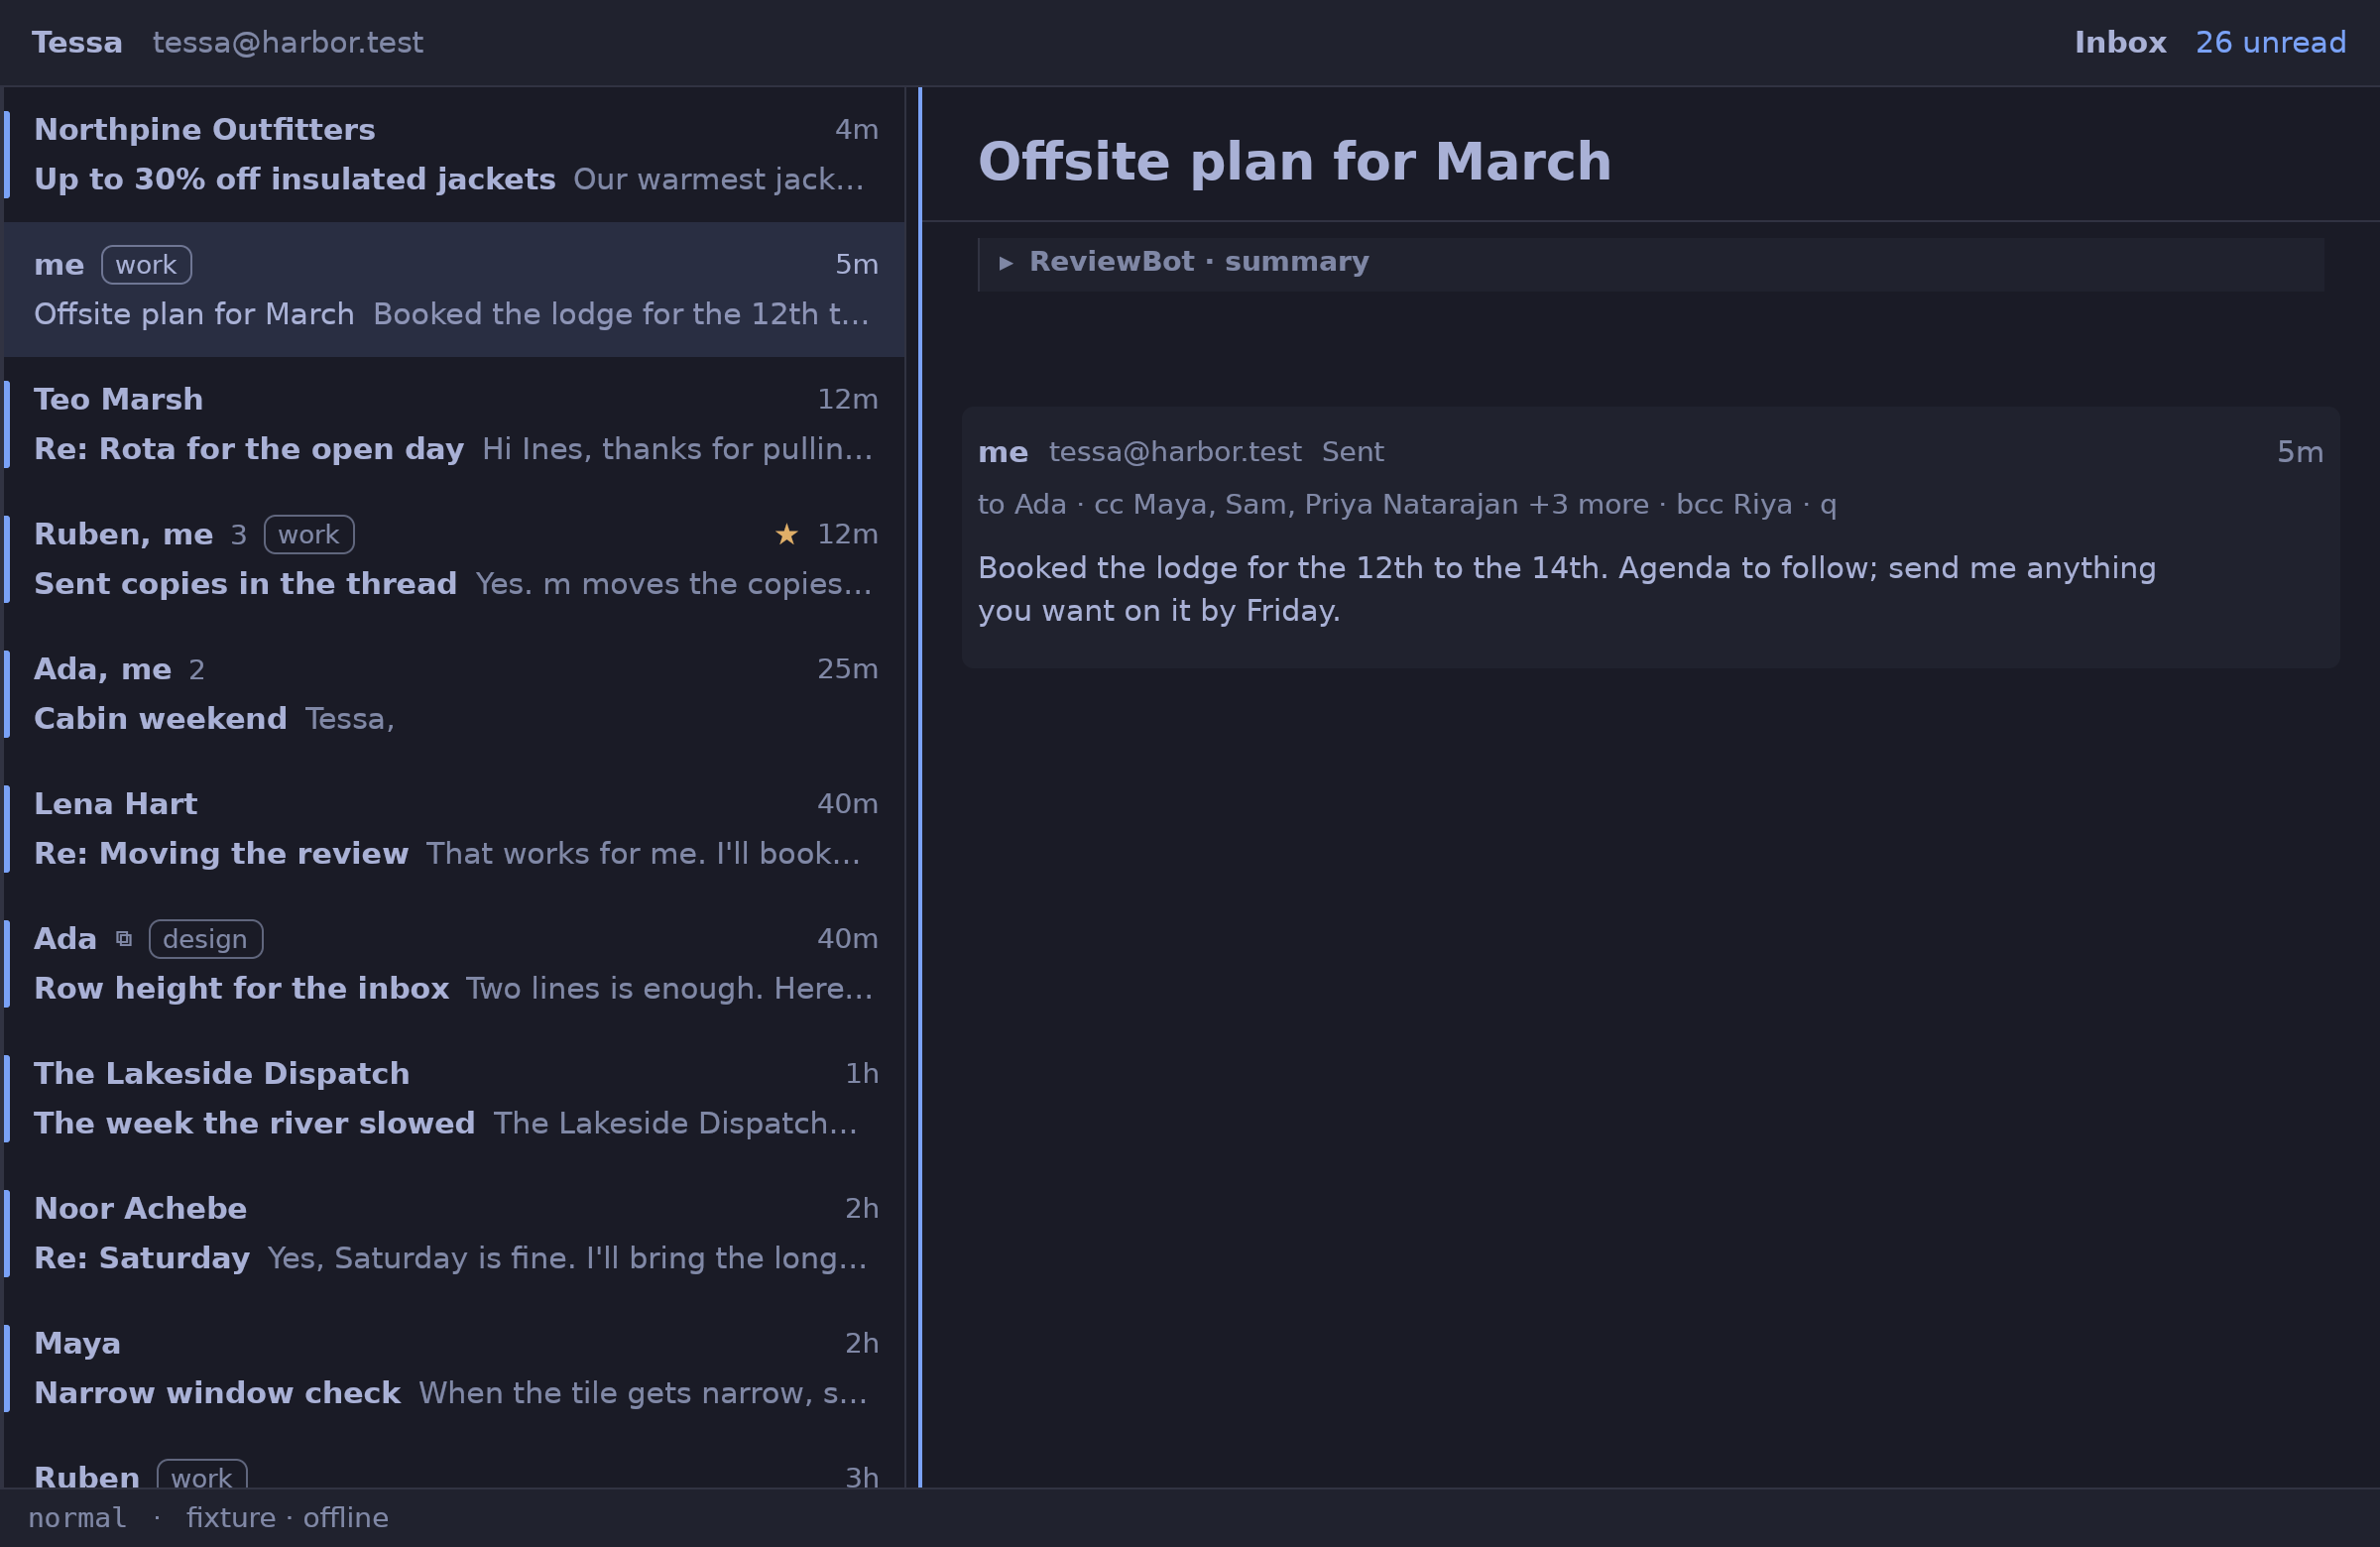 Tessa tessa@harbor.test Inbox 26 unread
Northpine Outfitters 4m
Up to 30% off insulated jackets Our warmest jack…
me work 5m
Offsite plan for March Booked the lodge for the 12th t…
Teo Marsh 12m
Re: Rota for the open day Hi Ines, thanks for pullin…
Ruben, me 3 work ★ 12m
Sent copies in the thread Yes. m moves the copies…
Ada, me 2 25m
Cabin weekend Tessa,
Lena Hart 40m
Re: Moving the review That works for me. I'll book…
Ada design 40m
Row height for the inbox Two lines is enough. Here…
The Lakeside Dispatch 1h
The week the river slowed The Lakeside Dispatch…
Noor Achebe 2h
Re: Saturday Yes, Saturday is fine. I'll bring the long…
Maya 2h
Narrow window check When the tile gets narrow, s…
Ruben work 3h
Offsite plan for March
▸ ReviewBot · summary
me tessa@harbor.test Sent 5m
to Ada · cc Maya, Sam, Priya Natarajan +3 more · bcc Riya · q
Booked the lodge for the 12th to the 14th. Agenda to follow; send me anything
you want on it by Friday.
normal · fixture · offline